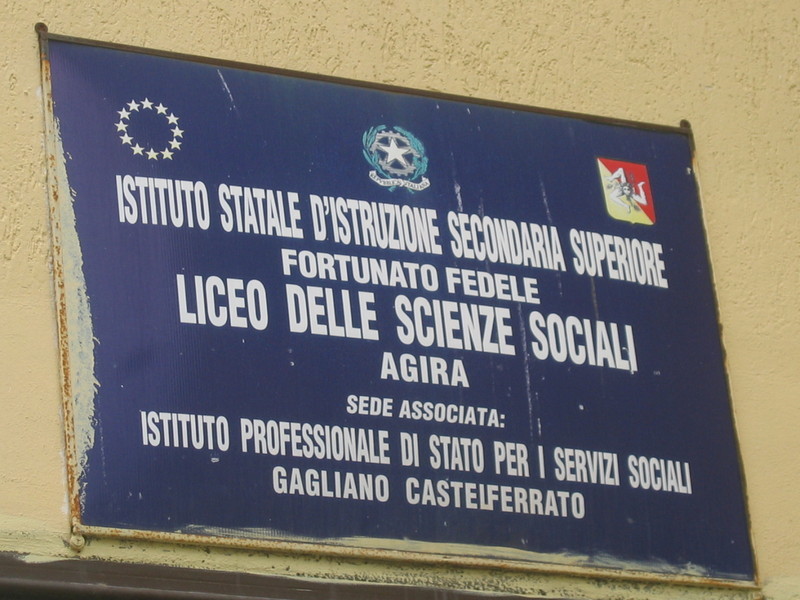 ISTITUTO STATALE D'ISTRUZIONE SECONDARIA SUPERIORE
FORTUNATO FEDELE
LICEO DELLE SCIENZE SOCIALI
AGIRA
SEDE ASSOCIATA:
ISTITUTO PROFESSIONALE DI STATO PER I SERVIZI SOCIALI
GAGLIANO CASTELFERRATO